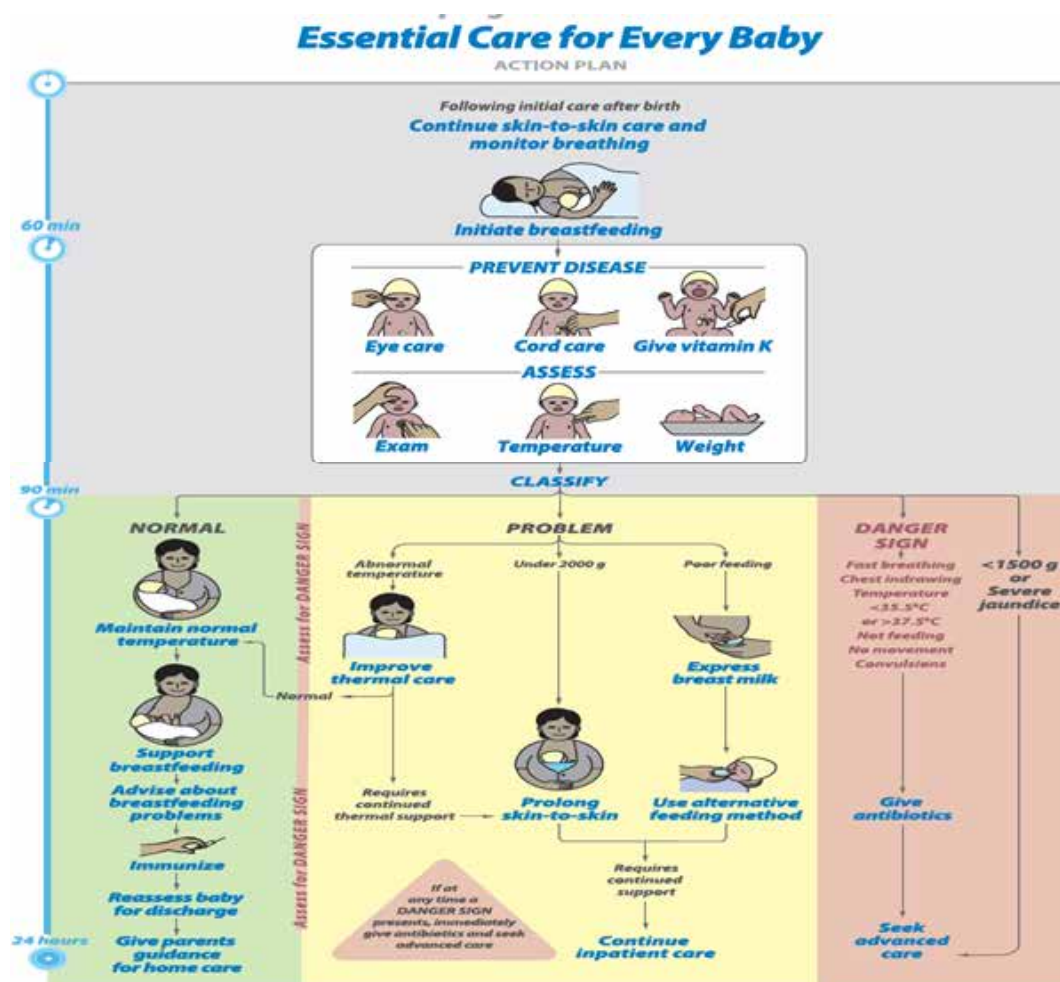 Essential Care for Every Baby
ACTION PLAN
Following initial care after birth
Continue skin-to-skin care and
monitor breathing
60 min
Initiate breastfeeding
PREVENT DISEASE
Eye care
Cord care
Give vitamin K
ASSESS
Exam
Temperature
Weight
90 min
CLASSIFY
NORMAL
Maintain normal
temperature
Support
breastfeeding
Advise about
breastfeeding
problems
Immunize
Reassess baby
for discharge
24 hours
Give parents
guidance
for home care
Assess for DANGER SIGN
Assess for DANGER SIGN
PROBLEM
Abnormal
temperature
Improve
thermal care
Normal
Requires
continued
thermal support
Under 2000 g
Prolong
skin-to-skin
Poor feeding
Express
breast milk
Use alternative
feeding method
Requires
continued
support
Continue
inpatient care
If at
any time a
DANGER SIGN
presents, immediately
give antibiotics and seek
advanced care
DANGER
SIGN
Fast breathing
Chest indrawing
Temperature
<35.5°C
or >37.5°C
Not feeding
No movement
Convulsions
Give
antibiotics
Seek
advanced
care
<1500 g
or
Severe
jaundice